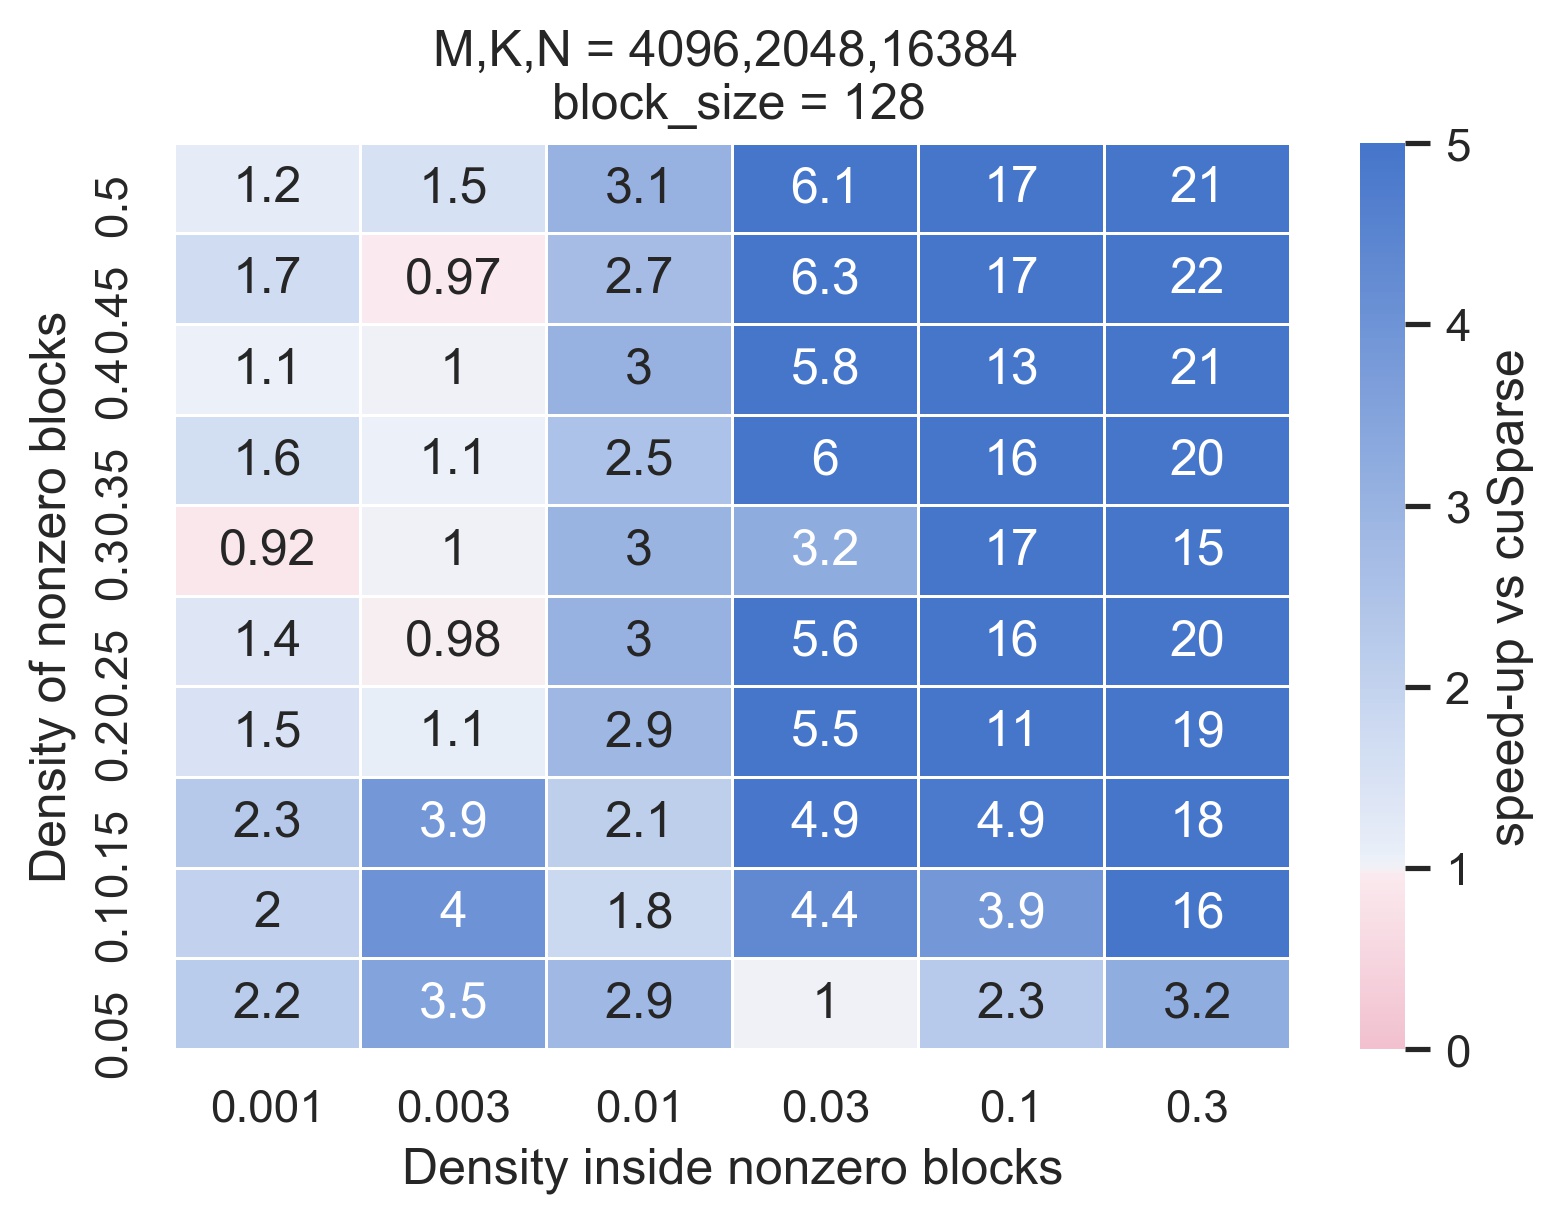 M,K,N = 4096,2048,16384
block_size = 128
Density of nonzero blocks
0.5 1.2 1.5 3.1 6.1 17 21
0.45 1.7 0.97 2.7 6.3 17 22
0.4 1.1 1 3 5.8 13 21
0.35 1.6 1.1 2.5 6 16 20
0.3 0.92 1 3 3.2 17 15
0.25 1.4 0.98 3 5.6 16 20
0.2 1.5 1.1 2.9 5.5 11 19
0.15 2.3 3.9 2.1 4.9 4.9 18
0.1 2 4 1.8 4.4 3.9 16
0.05 2.2 3.5 2.9 1 2.3 3.2
0.001 0.003 0.01 0.03 0.1 0.3
Density inside nonzero blocks
5
4
3
2
1
0
speed-up vs cuSparse